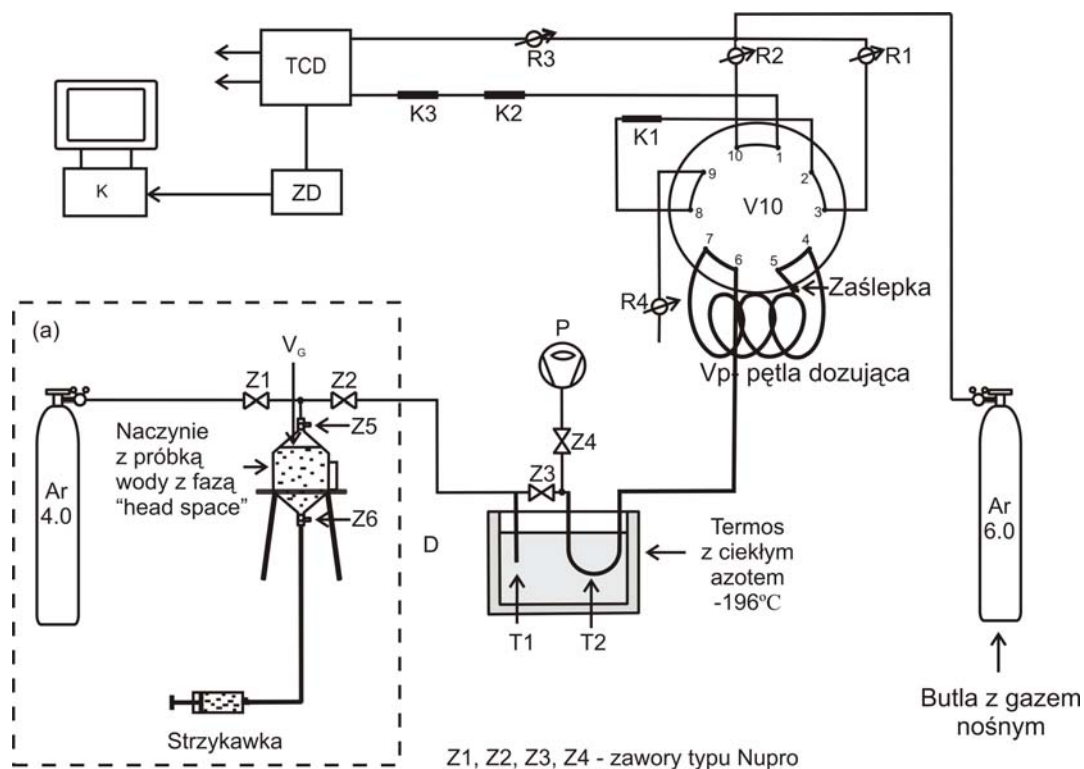 TCD
R3
R2
R1
K3
K2
K1
K
ZD
10
1
9
2
8
V10
3
7
6
5
4
Zaślepka
R4
Vp- pętla dozująca
(a)
V_G
P
Z1
Z2
Z5
Z4
Z3
Naczynie
z próbką
wody z fazą
“head space”
Ar
4.0
Z6
D
Termos
z ciekłym
azotem
-196ºC
Ar
6.0
T1
T2
Strzykawka
Butla z gazem
nośnym
Z1, Z2, Z3, Z4 - zawory typu Nupro